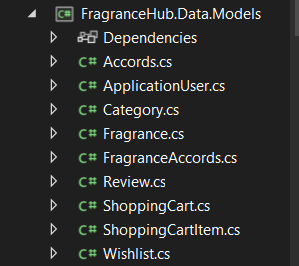 FragranceHub.Data.Models
Dependencies
C# Accords.cs
C# ApplicationUser.cs
C# Category.cs
C# Fragrance.cs
C# FragranceAccords.cs
C# Review.cs
C# ShoppingCart.cs
C# ShoppingCartItem.cs
C# Wishlist.cs